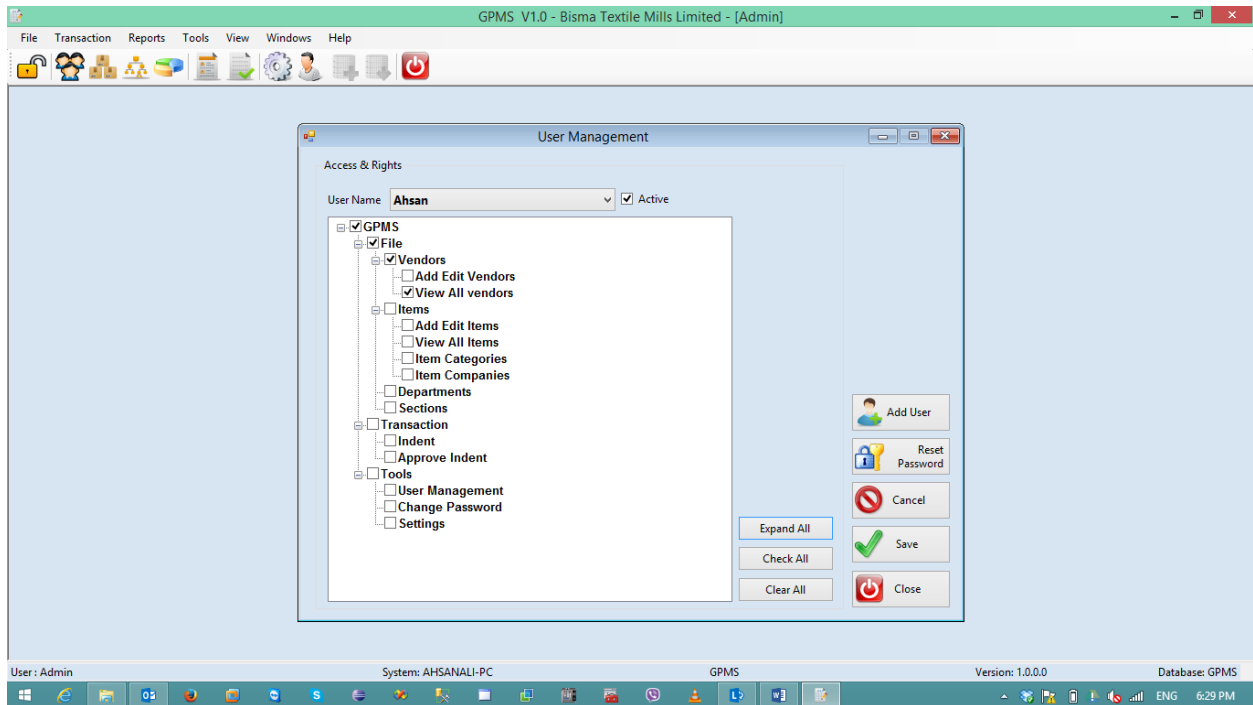 GPMS V1.0 - Bisma Textile Mills Limited - [Admin]
File Transaction Reports Tools View Windows Help
User Management
Access & Rights
User Name Ahsan Active
GPMS
File
Vendors
Add Edit Vendors
View All vendors
Items
Add Edit Items
View All Items
Item Categories
Item Companies
Departments
Sections
Transaction
Indent
Approve Indent
Tools
User Management
Change Password
Settings
Expand All
Check All
Clear All
Add User
Reset
Password
Cancel
Save
Close
User : Admin System: AHSANALI-PC GPMS Version: 1.0.0.0 Database: GPMS
ENG 6:29 PM